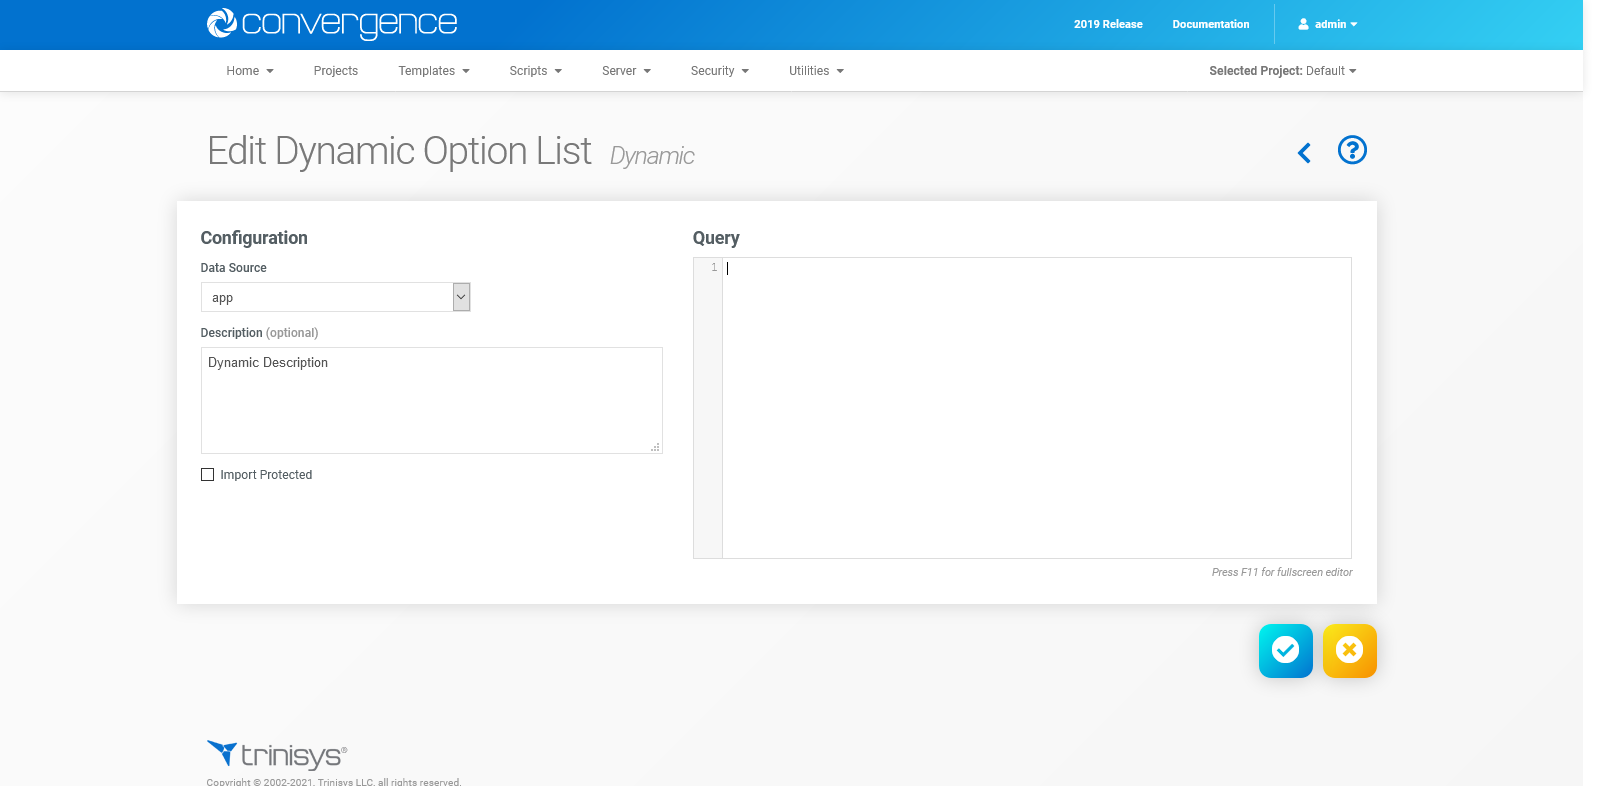 convergence
2019 Release Documentation admin
Home Projects Templates Scripts Server Security Utilities Selected Project: Default
Edit Dynamic Option List Dynamic
Configuration
Data Source
app
Description (optional)
Dynamic Description
Import Protected
Query
1
Press F11 for fullscreen editor
trinisys®
Copyright © 2002-2021, Trinisys LLC, all rights reserved.